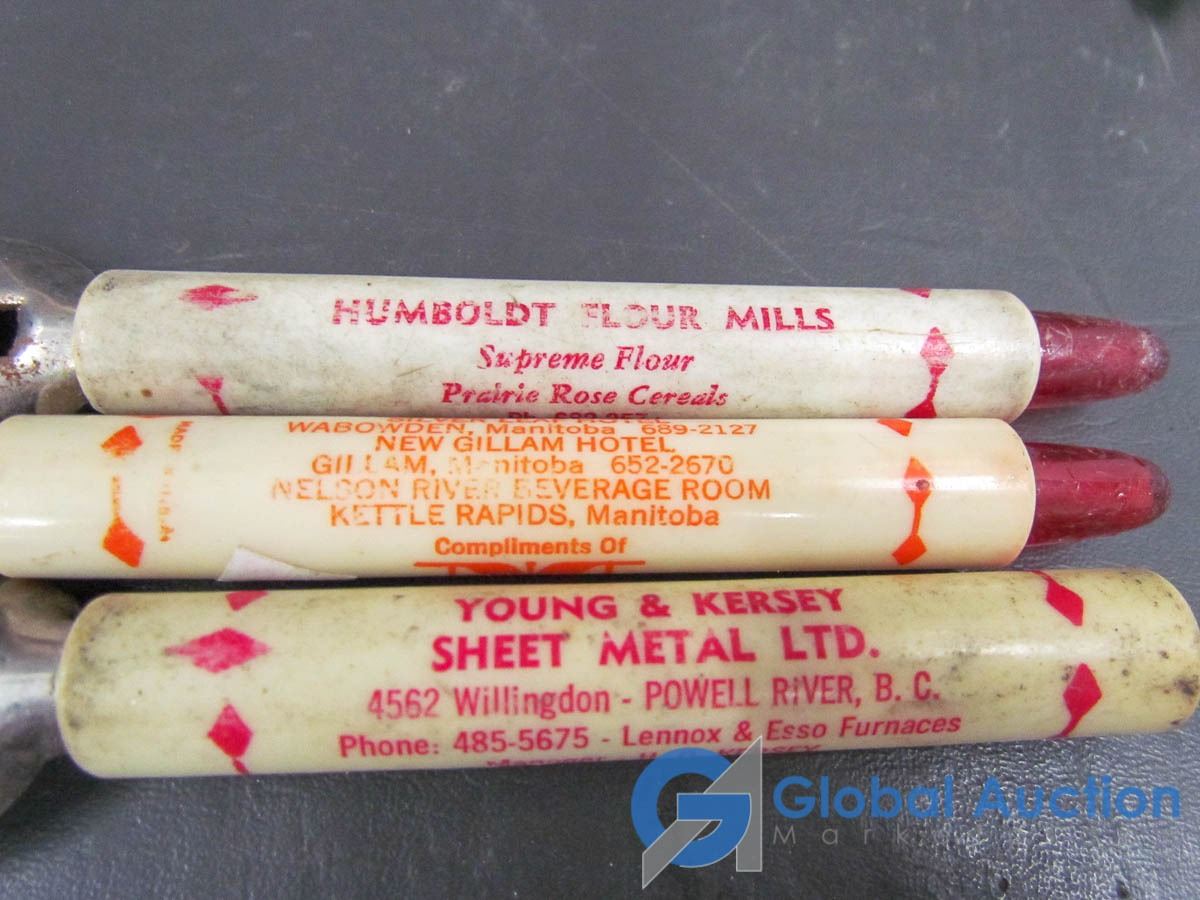 HUMBOLDT FLOUR MILLS
Supreme Flour
Prairie Rose Cereals
WABOWDEN, Manitoba 689-2127
NEW GILLAM HOTEL
GILLAM, Manitoba 652-2670
NELSON RIVER BEVERAGE ROOM
KETTLE RAPIDS, Manitoba
Compliments Of
MADE
U.S.A.
YOUNG & KERSEY
SHEET METAL LTD.
4562 Willingdon - POWELL RIVER, B. C.
Phone: 485-5675 - Lennox & Esso Furnaces
KERSEY
Global Auction